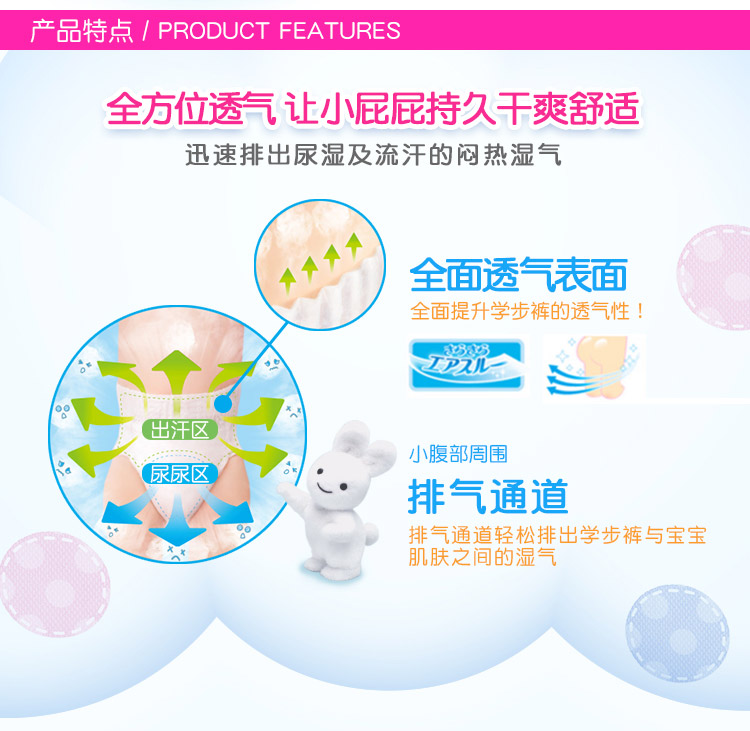 产品特点 / PRODUCT FEATURES
全方位透气 让小屁屁持久干爽舒适
迅速排出尿湿及流汗的闷热湿气
全面透气表面
全面提升学步裤的透气性！
さらさら
エアスルー
出汗区
尿尿区
小腹部周围
排气通道
排气通道轻松排出学步裤与宝宝
肌肤之间的湿气